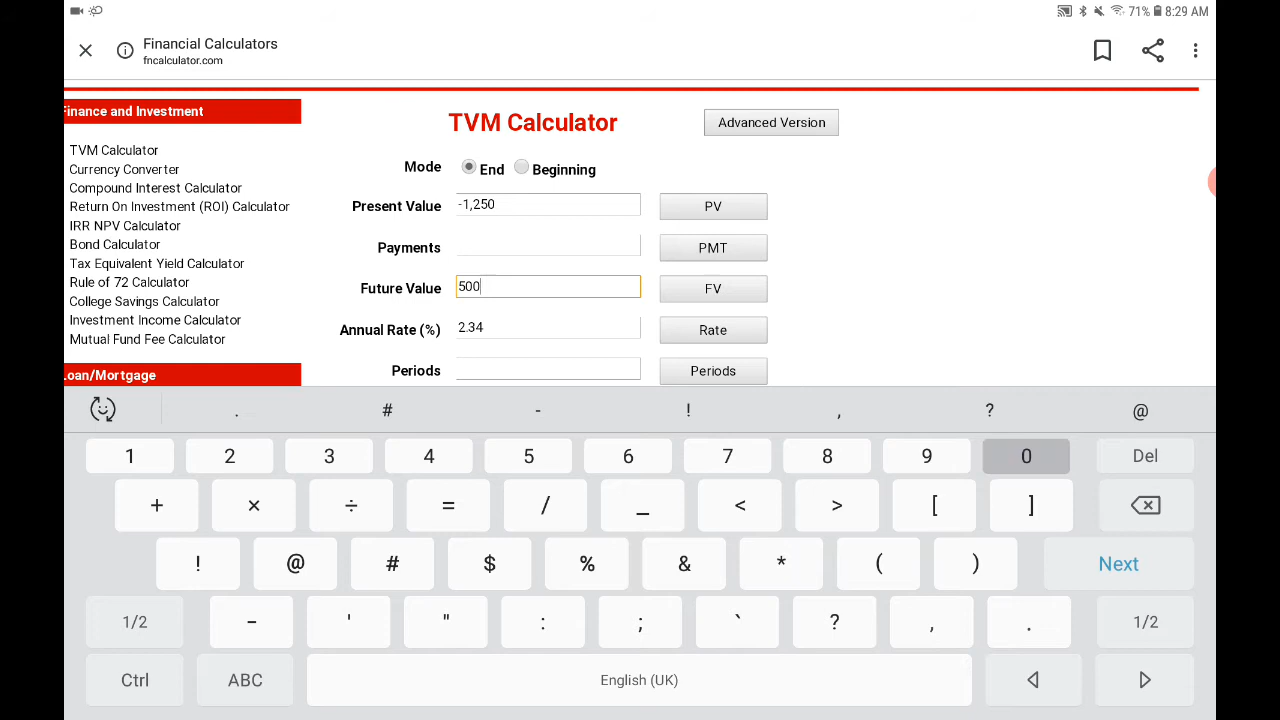 71% 8:29 AM
Financial Calculators
fncalculator.com
Finance and Investment
TVM Calculator
Currency Converter
Compound Interest Calculator
Return On Investment (ROI) Calculator
IRR NPV Calculator
Bond Calculator
Tax Equivalent Yield Calculator
Rule of 72 Calculator
College Savings Calculator
Investment Income Calculator
Mutual Fund Fee Calculator
Loan/Mortgage
TVM Calculator Advanced Version
Mode End Beginning
Present Value -1,250 PV
Payments PMT
Future Value 500 FV
Annual Rate (%) 2.34 Rate
Periods Periods
. # - ! , ? @
1 2 3 4 5 6 7 8 9 0 Del
+ × ÷ = / _ < > [ ]
! @ # $ % & * ( ) Next
1/2 - ' " : ; ` ? , . 1/2
Ctrl ABC English (UK)